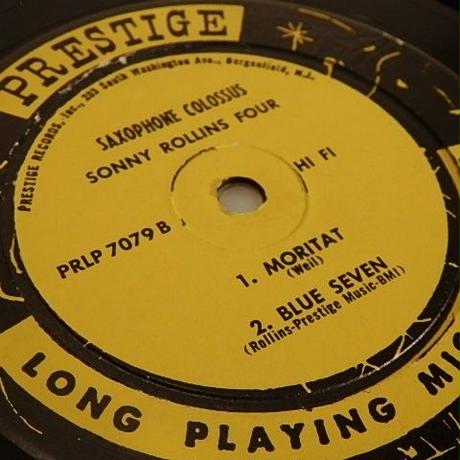 PRESTIGE
PRESTIGE RECORDS, Inc., 203 South Washington Ave., Bergenfield, N.J.
SAXOPHONE COLOSSUS
SONNY ROLLINS FOUR
PRLP 7079 B
HI FI
1. MORITAT
(Weil)
2. BLUE SEVEN
(Rollins-Prestige Music-BMI)
LONG PLAYING